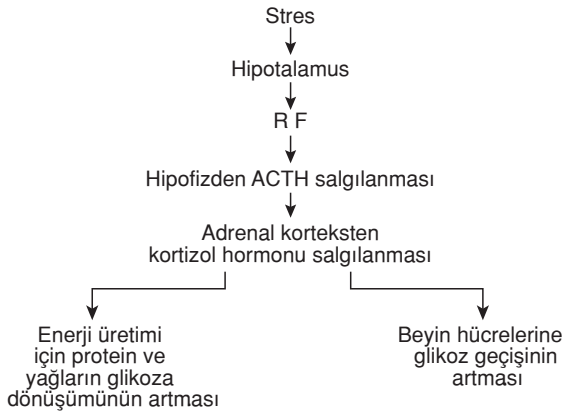 Stres
Hipotalamus
R F
Hipofizden ACTH salgılanması
Adrenal korteksten
kortizol hormonu salgılanması
Enerji üretimi
için protein ve
yağların glikoza
dönüşümünün artması
Beyin hücrelerine
glikoz geçişinin
artması